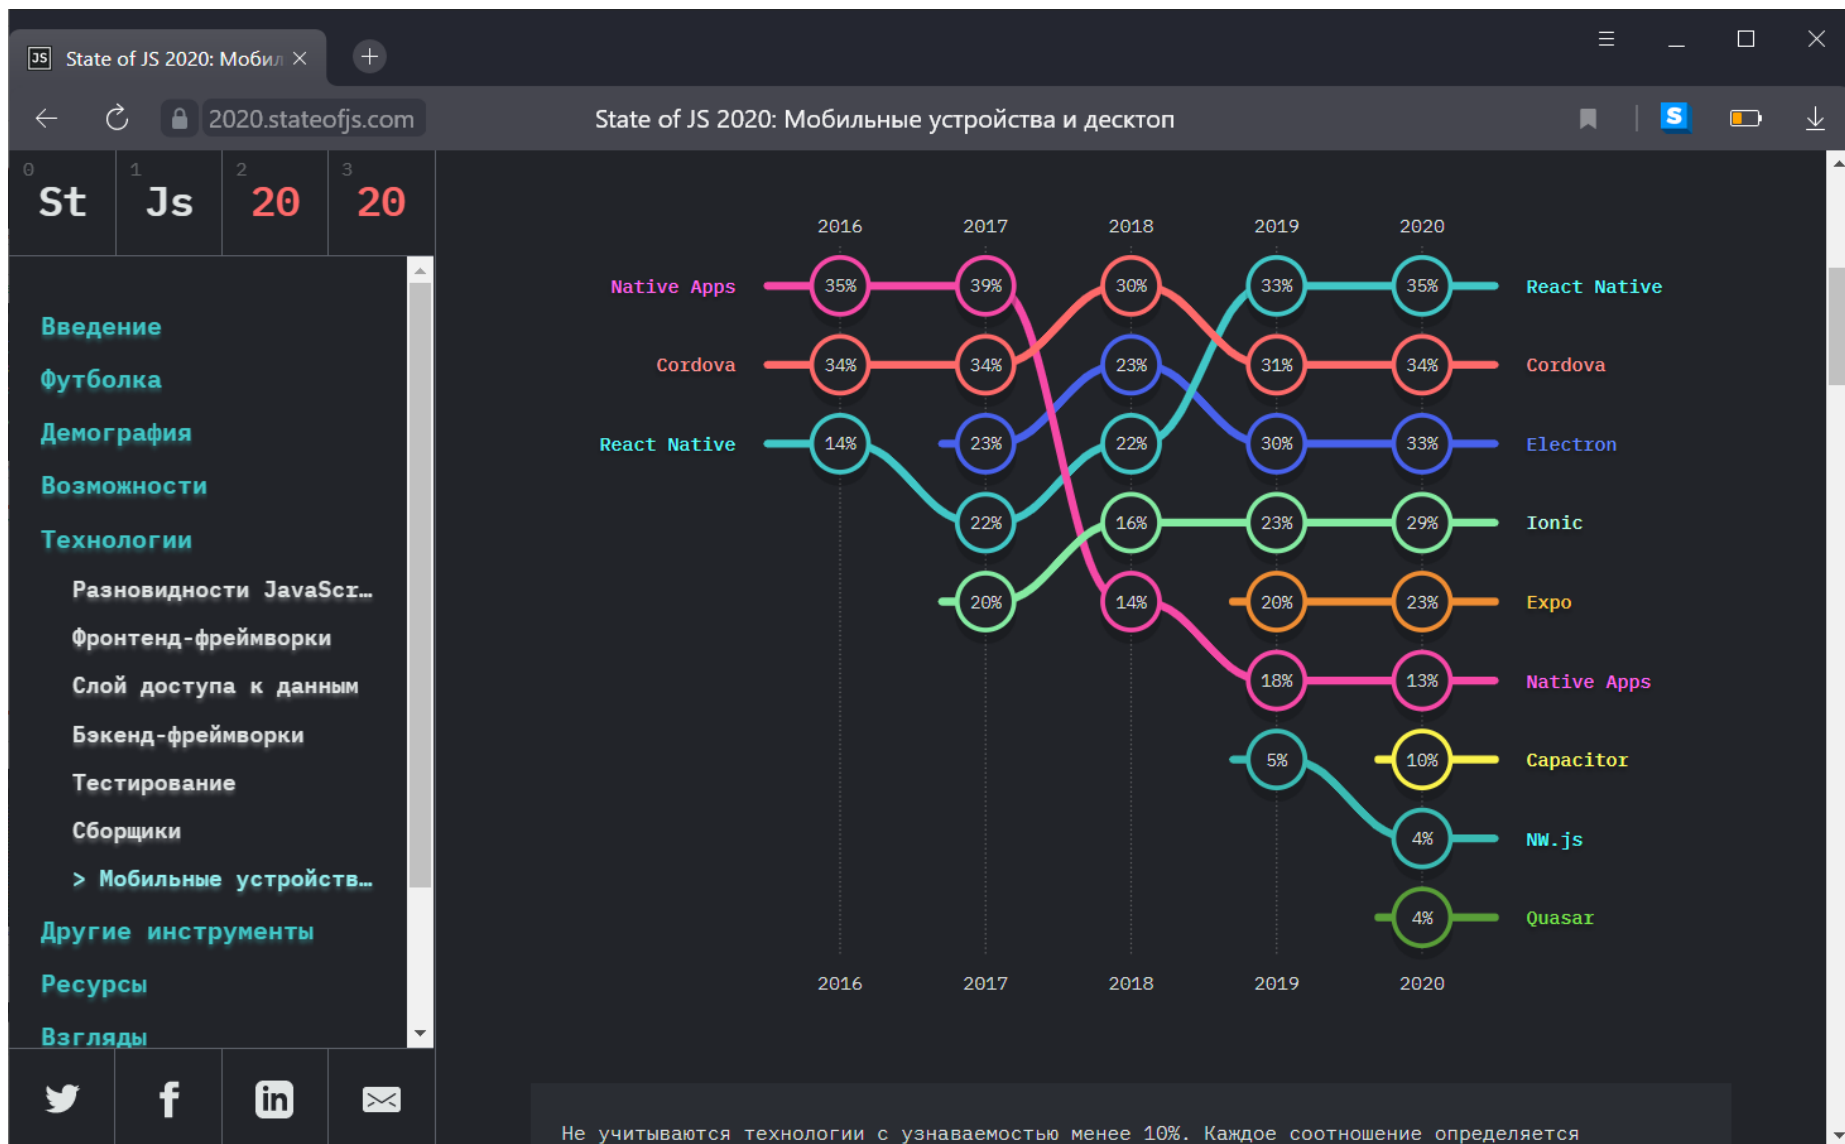 JS State of JS 2020: Мобил
2020.stateofjs.com
State of JS 2020: Мобильные устройства и десктоп
S
0 1 2 3
St Js 20 20
Введение
Футболка
Демография
Возможности
Технологии
Разновидности JavaScr…
Фронтенд-фреймворки
Слой доступа к данным
Бэкенд-фреймворки
Тестирование
Сборщики
> Мобильные устройств…
Другие инструменты
Ресурсы
Взгляды
f in
2016 2017 2018 2019 2020
Native Apps 35% 39% 30% 33% 35% React Native
Cordova 34% 34% 23% 31% 34% Cordova
React Native 14% 23% 22% 30% 33% Electron
22% 16% 23% 29% Ionic
20% 14% 20% 23% Expo
18% 13% Native Apps
5% 10% Capacitor
4% NW.js
4% Quasar
2016 2017 2018 2019 2020
Не учитываются технологии с узнаваемостью менее 10%. Каждое соотношение определяется